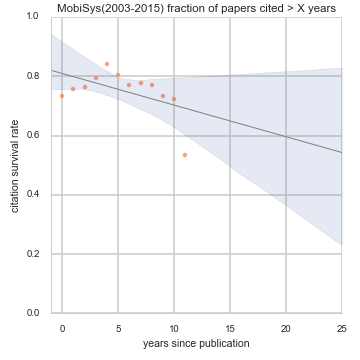 MobiSys(2003-2015) fraction of papers cited > X years
1.0
0.8
0.6
0.4
0.2
0.0
citation survival rate
0 5 10 15 20 25
years since publication